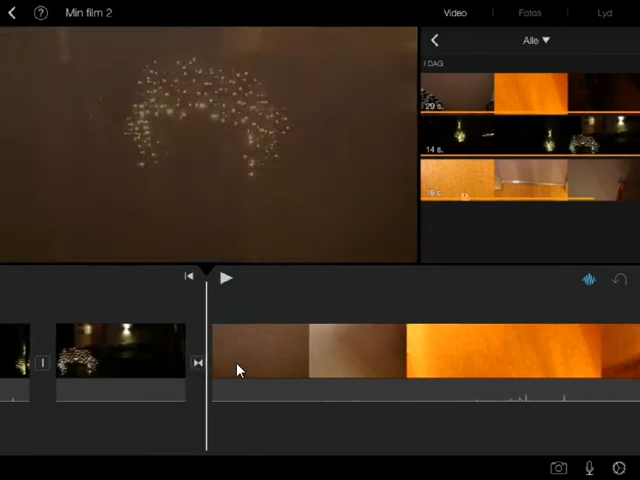 Min film 2
Video
Fotos
Lyd
Alle
I DAG
29 s.
14 s.
19 s.